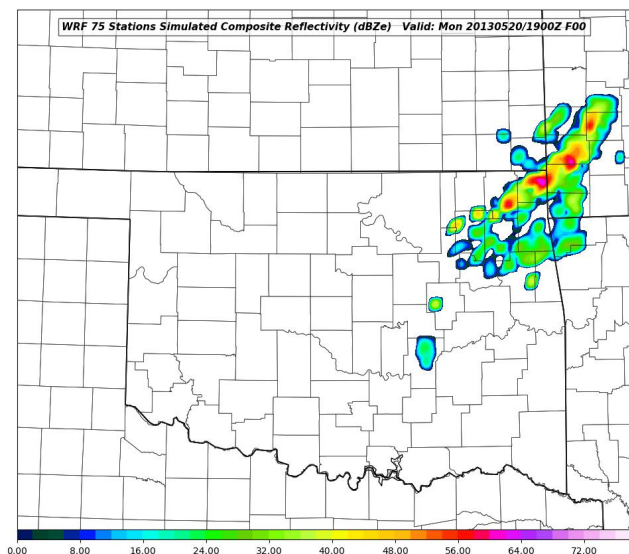 WRF 75 Stations Simulated Composite Reflectivity (dBZe) Valid: Mon 20130520/1900Z F00
0.00 8.00 16.00 24.00 32.00 40.00 48.00 56.00 64.00 72.00